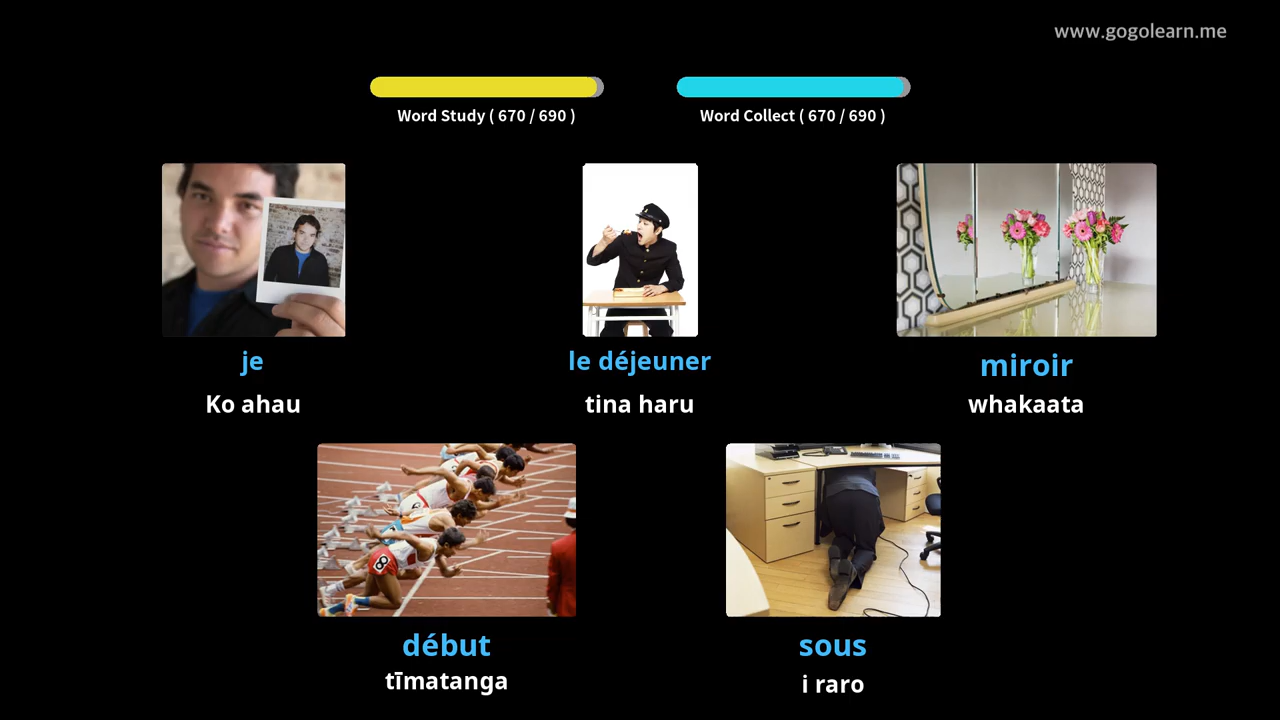 www.gogolearn.me
Word Study ( 670 / 690 )
Word Collect ( 670 / 690 )
je
le déjeuner
miroir
Ko ahau
tina haru
whakaata
8
début
sous
tīmatanga
i raro